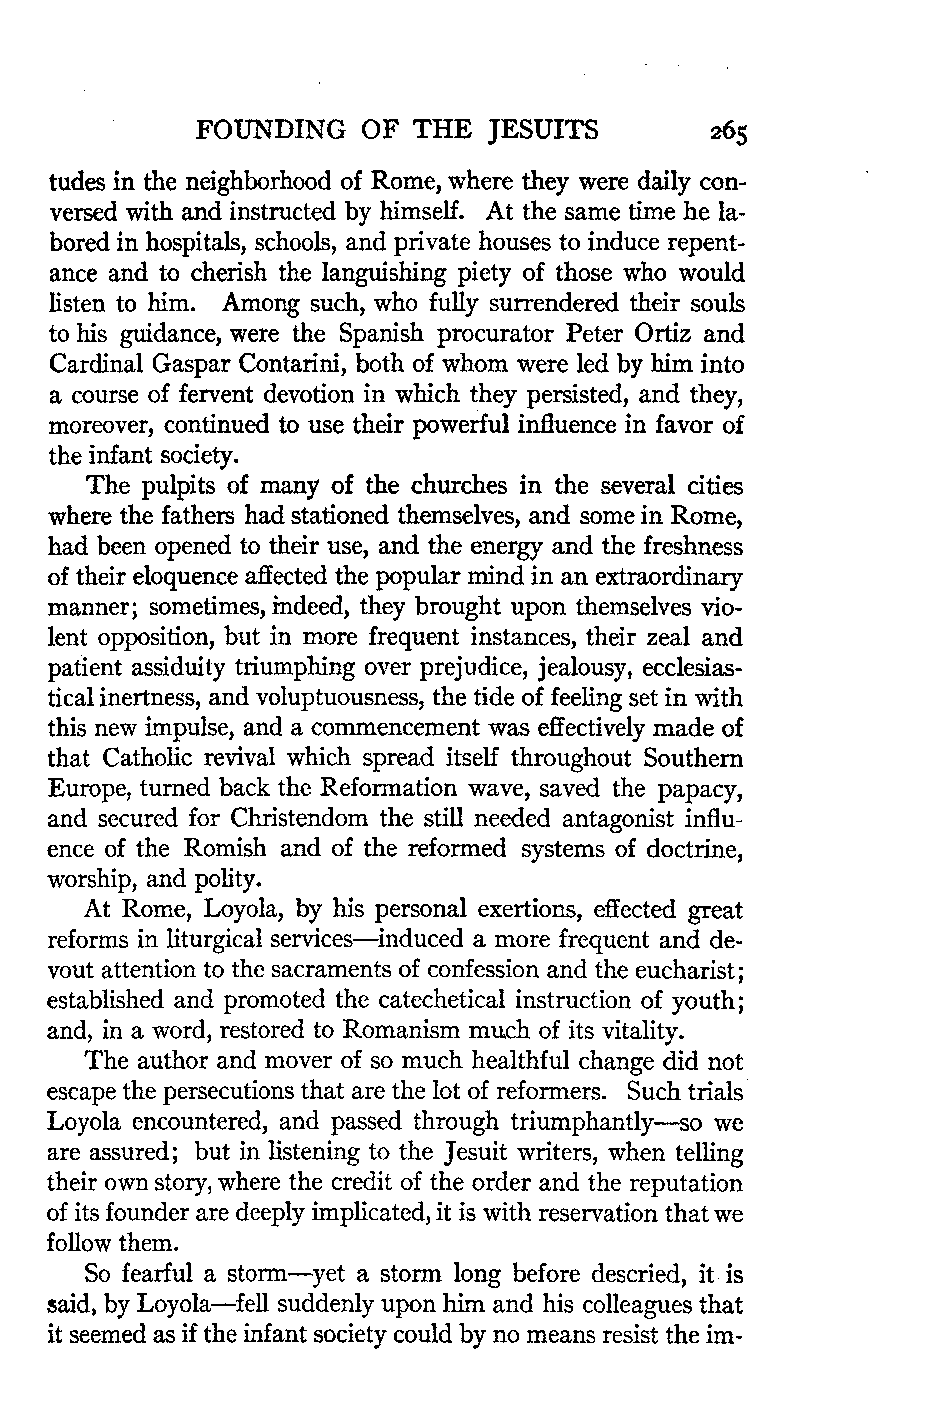 FOUNDING OF THE JESUITS 265
tudes in the neighborhood of Rome, where they were daily con-
versed with and instructed by himself. At the same time he la-
bored in hospitals, schools, and private houses to induce repent-
ance and to cherish the languishing piety of those who would
listen to him. Among such, who fully surrendered their souls
to his guidance, were the Spanish procurator Peter Ortiz and
Cardinal Gaspar Contarini, both of whom were led by him into
a course of fervent devotion in which they persisted, and they,
moreover, continued to use their powerful influence in favor of
the infant society.
The pulpits of many of the churches in the several cities
where the fathers had stationed themselves, and some in Rome,
had been opened to their use, and the energy and the freshness
of their eloquence affected the popular mind in an extraordinary
manner; sometimes, indeed, they brought upon themselves vio-
lent opposition, but in more frequent instances, their zeal and
patient assiduity triumphing over prejudice, jealousy, ecclesias-
tical inertness, and voluptuousness, the tide of feeling set in with
this new impulse, and a commencement was effectively made of
that Catholic revival which spread itself throughout Southern
Europe, turned back the Reformation wave, saved the papacy,
and secured for Christendom the still needed antagonist influ-
ence of the Romish and of the reformed systems of doctrine,
worship, and polity.
At Rome, Loyola, by his personal exertions, effected great
reforms in liturgical services—induced a more frequent and de-
vout attention to the sacraments of confession and the eucharist;
established and promoted the catechetical instruction of youth;
and, in a word, restored to Romanism much of its vitality.
The author and mover of so much healthful change did not
escape the persecutions that are the lot of reformers. Such trials
Loyola encountered, and passed through triumphantly—so we
are assured; but in listening to the Jesuit writers, when telling
their own story, where the credit of the order and the reputation
of its founder are deeply implicated, it is with reservation that we
follow them.
So fearful a storm—yet a storm long before descried, it is
said, by Loyola—fell suddenly upon him and his colleagues that
it seemed as if the infant society could by no means resist the im-